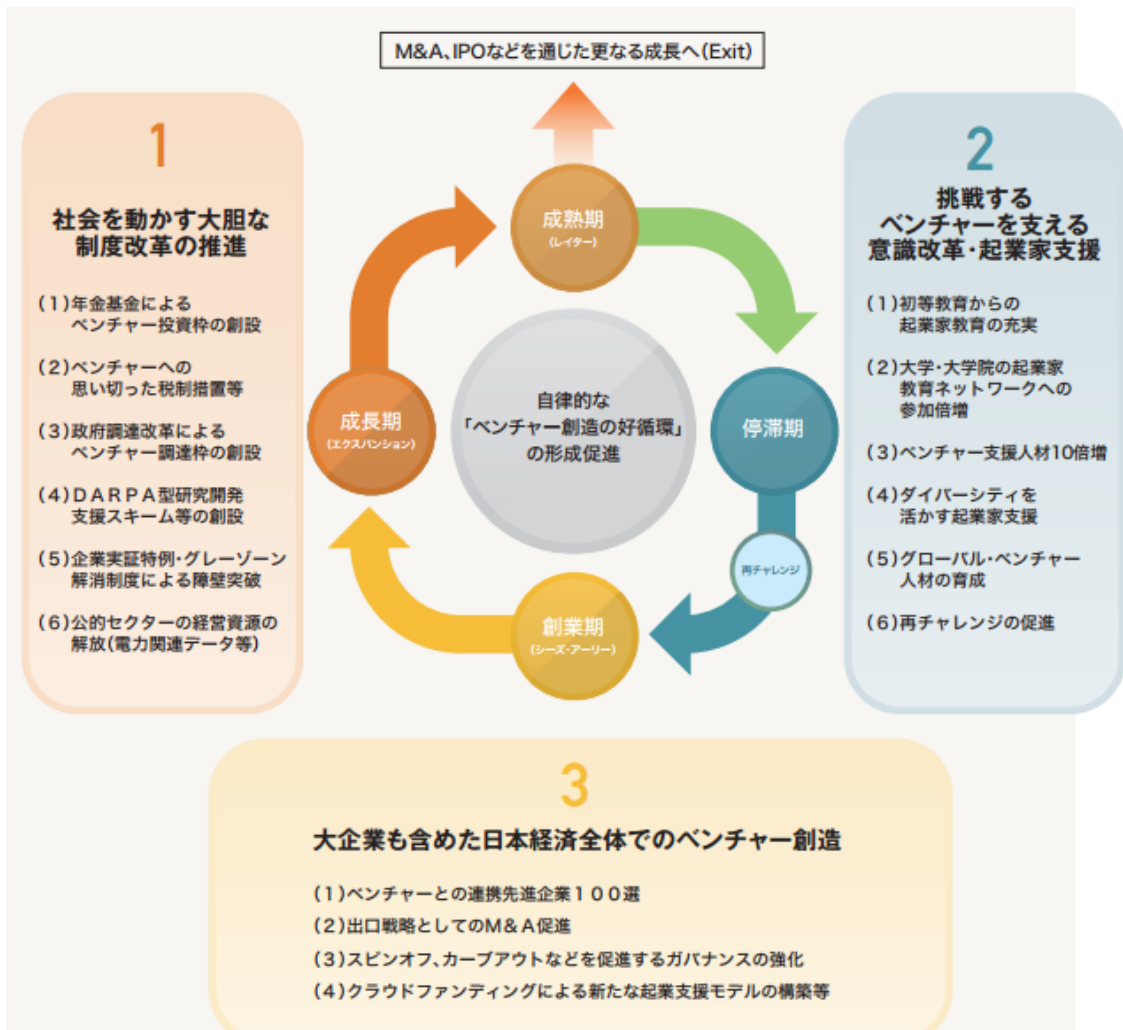 M&A、IPOなどを通じた更なる成長へ(Exit)
1
社会を動かす大胆な
制度改革の推進
(1)年金基金による
ベンチャー投資枠の創設
(2)ベンチャーへの
思い切った税制措置等
(3)政府調達改革による
ベンチャー調達枠の創設
(4)DARPA型研究開発
支援スキーム等の創設
(5)企業実証特例・グレーゾーン
解消制度による障壁突破
(6)公的セクターの経営資源の
解放(電力関連データ等)
成熟期
(レイター)
成長期
(エクスパンション)
自律的な
「ベンチャー創造の好循環」
の形成促進
停滞期
再チャレンジ
創業期
(シーズ・アーリー)
2
挑戦する
ベンチャーを支える
意識改革・起業家支援
(1)初等教育からの
起業家教育の充実
(2)大学・大学院の起業家
教育ネットワークへの
参加倍増
(3)ベンチャー支援人材10倍増
(4)ダイバーシティを
活かす起業家支援
(5)グローバル・ベンチャー
人材の育成
(6)再チャレンジの促進
3
大企業も含めた日本経済全体でのベンチャー創造
(1)ベンチャーとの連携先進企業100選
(2)出口戦略としてのM&A促進
(3)スピンオフ、カーブアウトなどを促進するガバナンスの強化
(4)クラウドファンディングによる新たな起業支援モデルの構築等